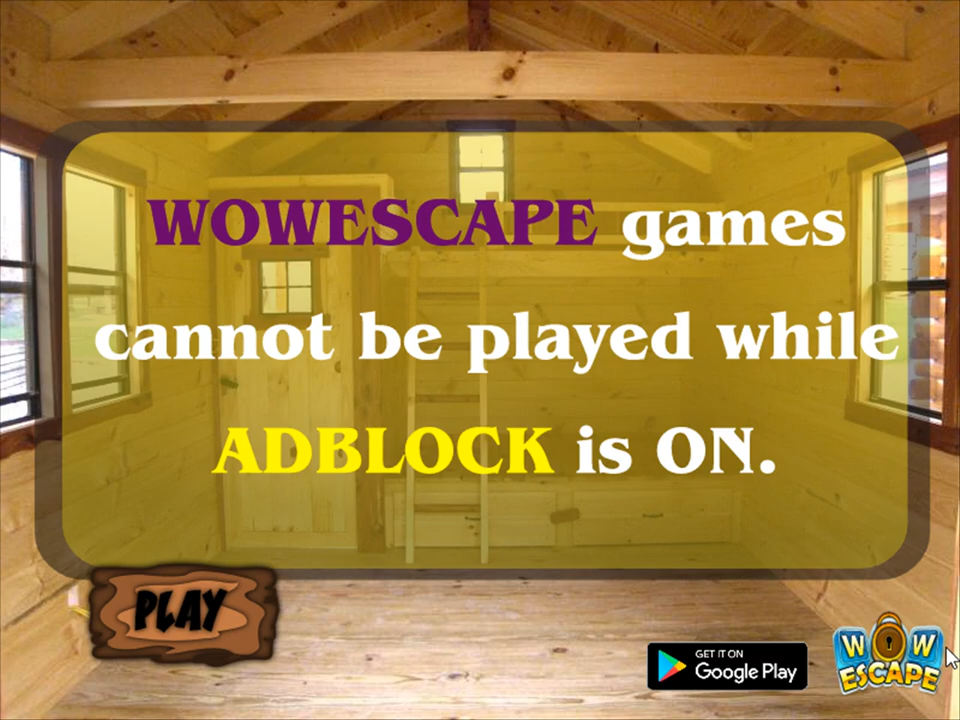 WOWESCAPE games
cannot be played while
ADBLOCK is ON.
PLAY
GET IT ON
Google Play
WOW
ESCAPE